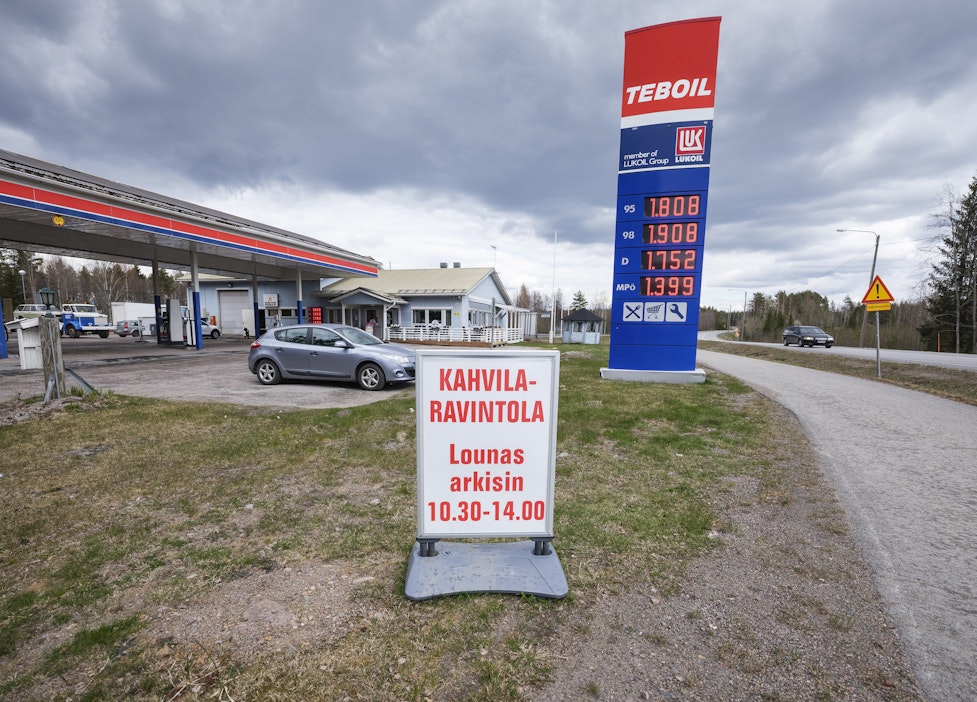 TEBOIL
member of
LUKOIL Group
LUK
LUKOIL
95 1.808
98 1.908
D 1.752
MPÖ 1.399
KAHVILA-
RAVINTOLA
Lounas
arkisin
10.30-14.00